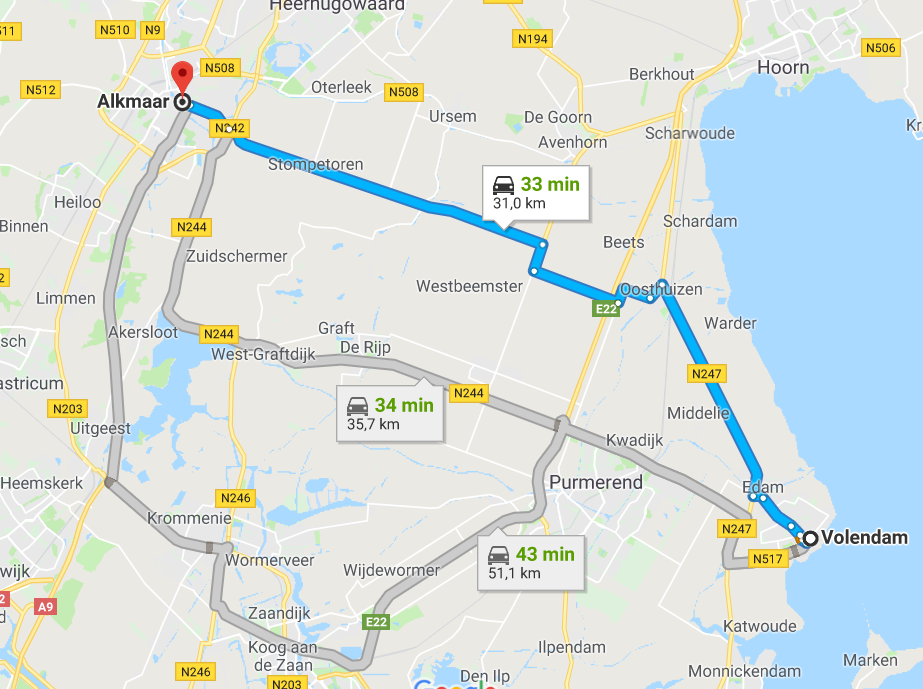 Heerhugowaard
511
N510
N9
N194
N506
N508
Berkhout
Hoorn
N512
Oterleek
N508
Alkmaar
Ursem
De Goorn
Avenhorn
Scharwoude
N242
Stompetoren
33 min
31,0 km
Heiloo
Binnen
N244
Schardam
Zuidschermer
Beets
Limmen
Westbeemster
Oosthuizen
E22
Warder
Akersloot
N244
Graft
De Rijp
West-Graftdijk
N247
astricum
N203
34 min
35,7 km
N244
Middelie
Uitgeest
Kwadijk
Heemskerk
Purmerend
Edam
N246
Krommenie
N247
Volendam
Wormerveer
43 min
51,1 km
N517
wijk
Wijdewormer
A9
Zaandijk
E22
Katwoude
Koog aan
de Zaan
Ilpendam
N246
N203
Den Ilp
Monnickendam
Marken
Google